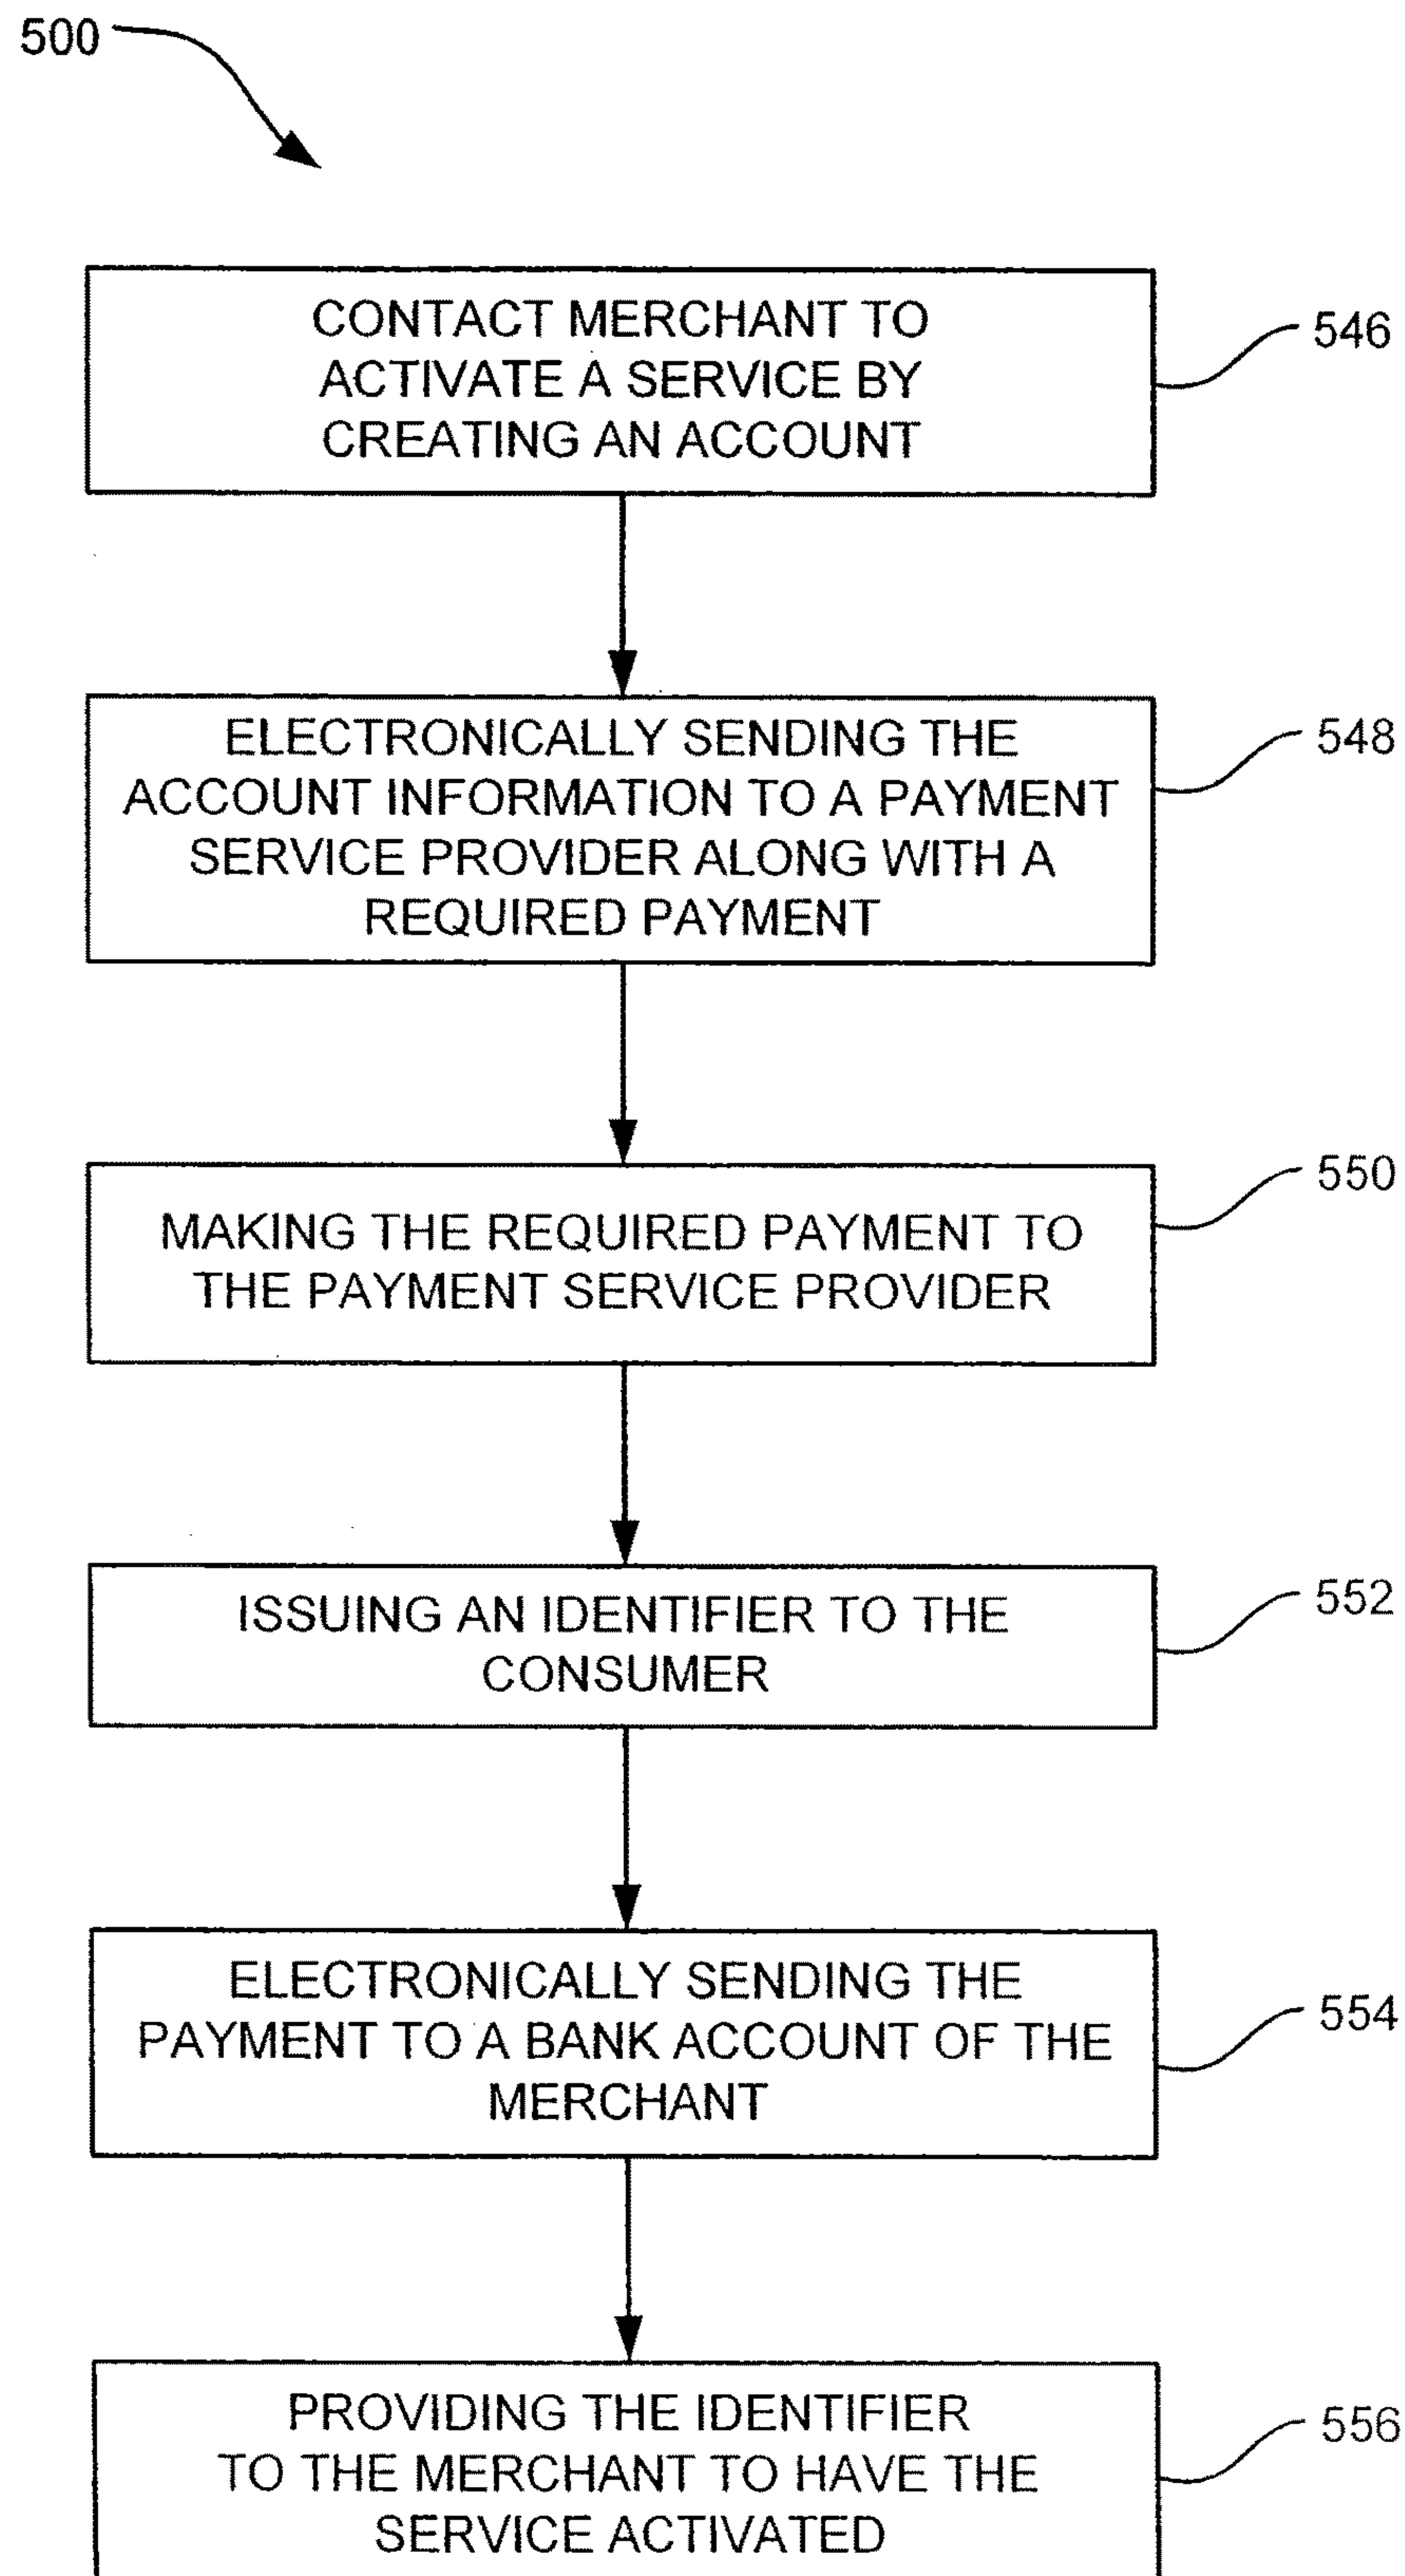 500
CONTACT MERCHANT TO
ACTIVATE A SERVICE BY
CREATING AN ACCOUNT
546
ELECTRONICALLY SENDING THE
ACCOUNT INFORMATION TO A PAYMENT
SERVICE PROVIDER ALONG WITH A
REQUIRED PAYMENT
548
MAKING THE REQUIRED PAYMENT TO
THE PAYMENT SERVICE PROVIDER
550
ISSUING AN IDENTIFIER TO THE
CONSUMER
552
ELECTRONICALLY SENDING THE
PAYMENT TO A BANK ACCOUNT OF THE
MERCHANT
554
PROVIDING THE IDENTIFIER
TO THE MERCHANT TO HAVE THE
SERVICE ACTIVATED
556